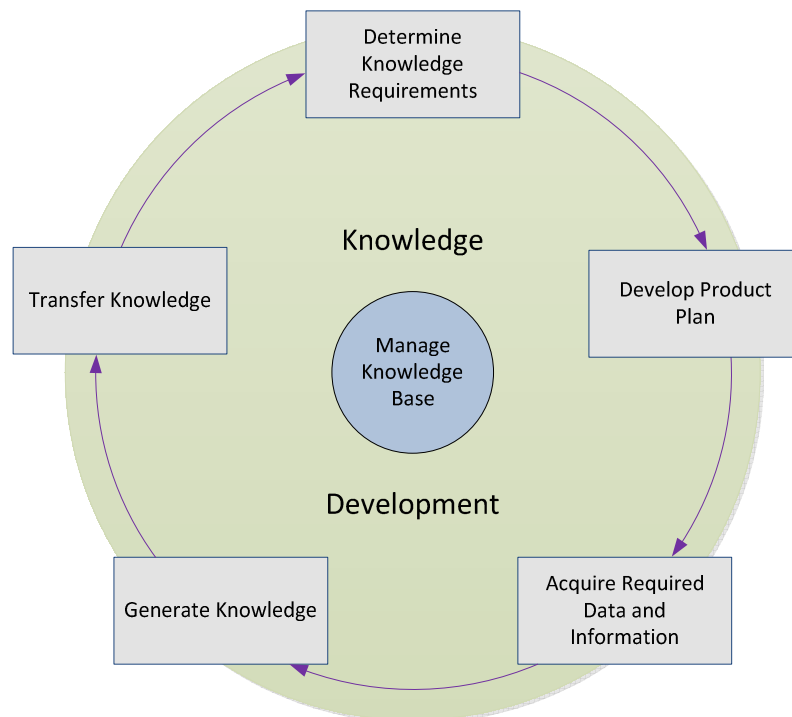 Determine
Knowledge
Requirements
Knowledge
Transfer Knowledge
Develop Product
Plan
Manage
Knowledge
Base
Development
Generate Knowledge
Acquire Required
Data and
Information